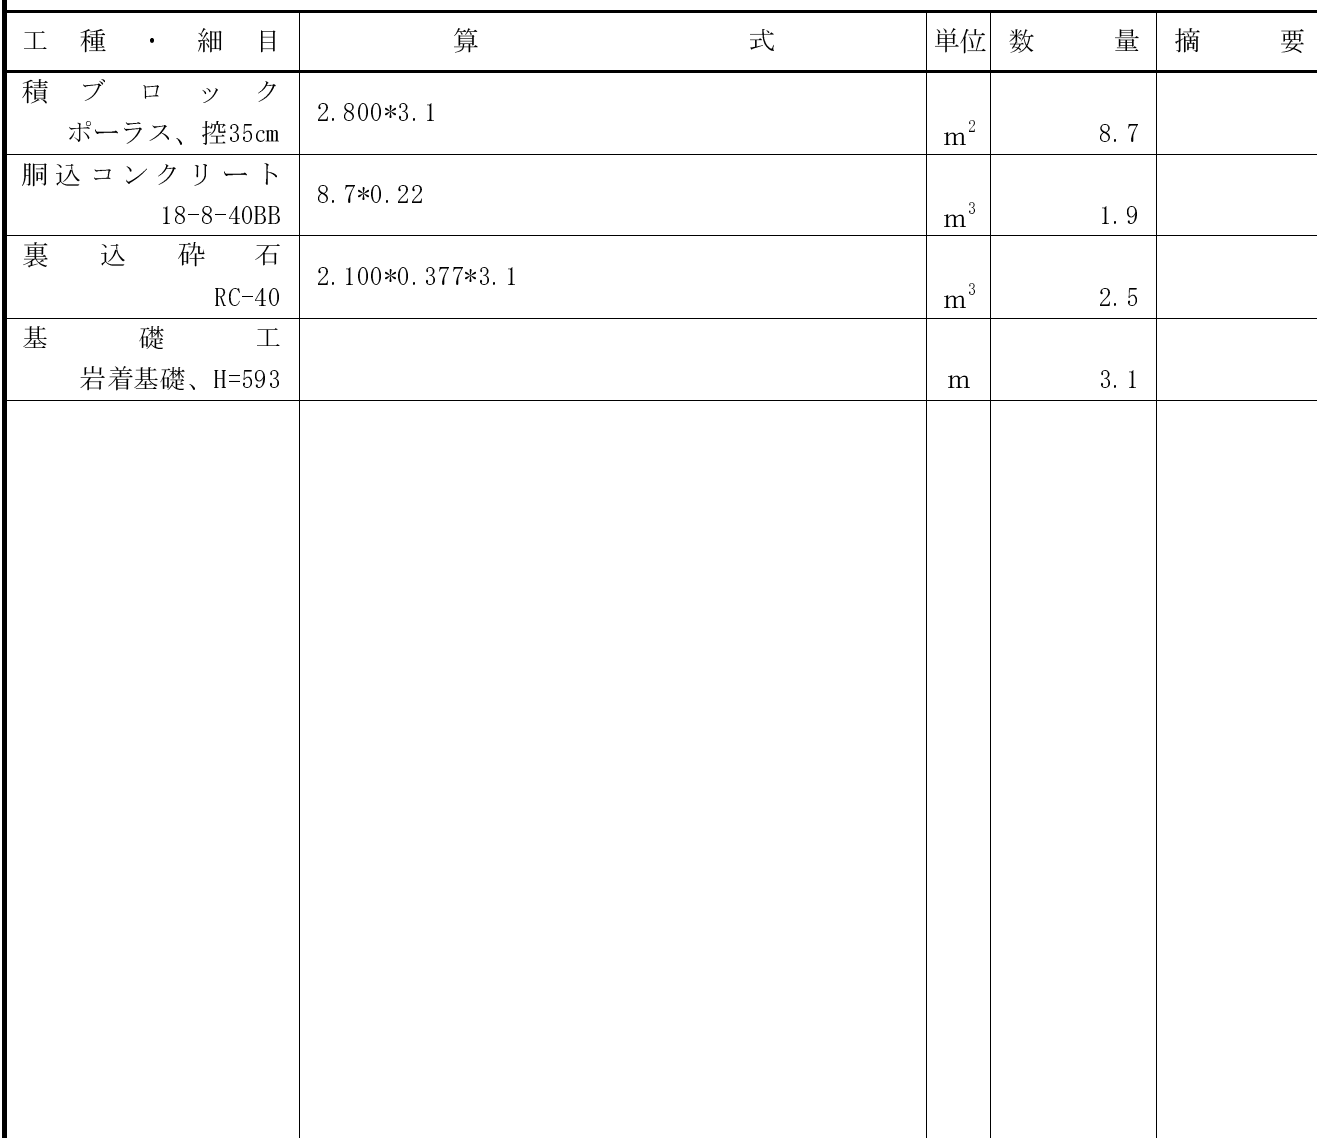 工種・細目 算式 単位 数量 摘要
積ブロック
ポーラス、控35cm 2.800*3.1 m² 8.7
胴込コンクリート
18-8-40BB 8.7*0.22 m³ 1.9
裏込砕石
RC-40 2.100*0.377*3.1 m³ 2.5
基礎工
岩着基礎、H=593 m 3.1